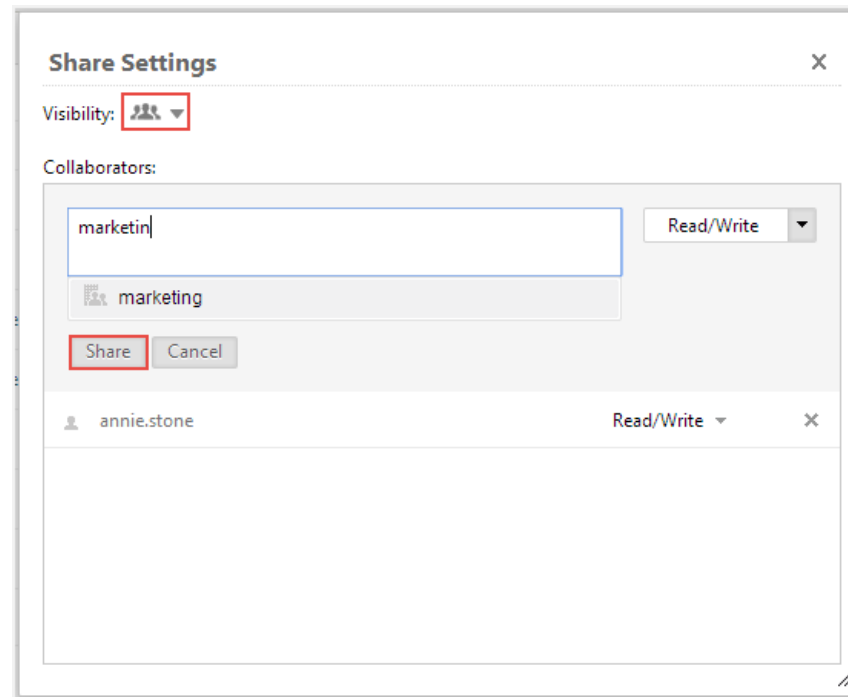 Share Settings
Visibility:
Collaborators:
marketin
Read/Write
marketing
Share Cancel
annie.stone Read/Write